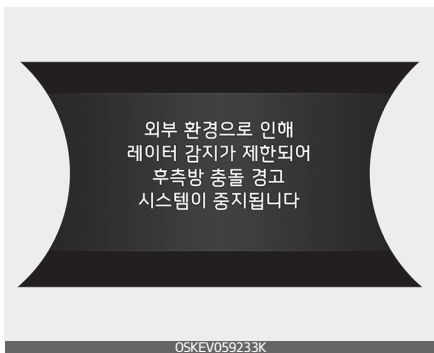 외부 환경으로 인해
레이터 감지가 제한되어
후측방 충돌 경고
시스템이 중지됩니다
OSKEV059233K